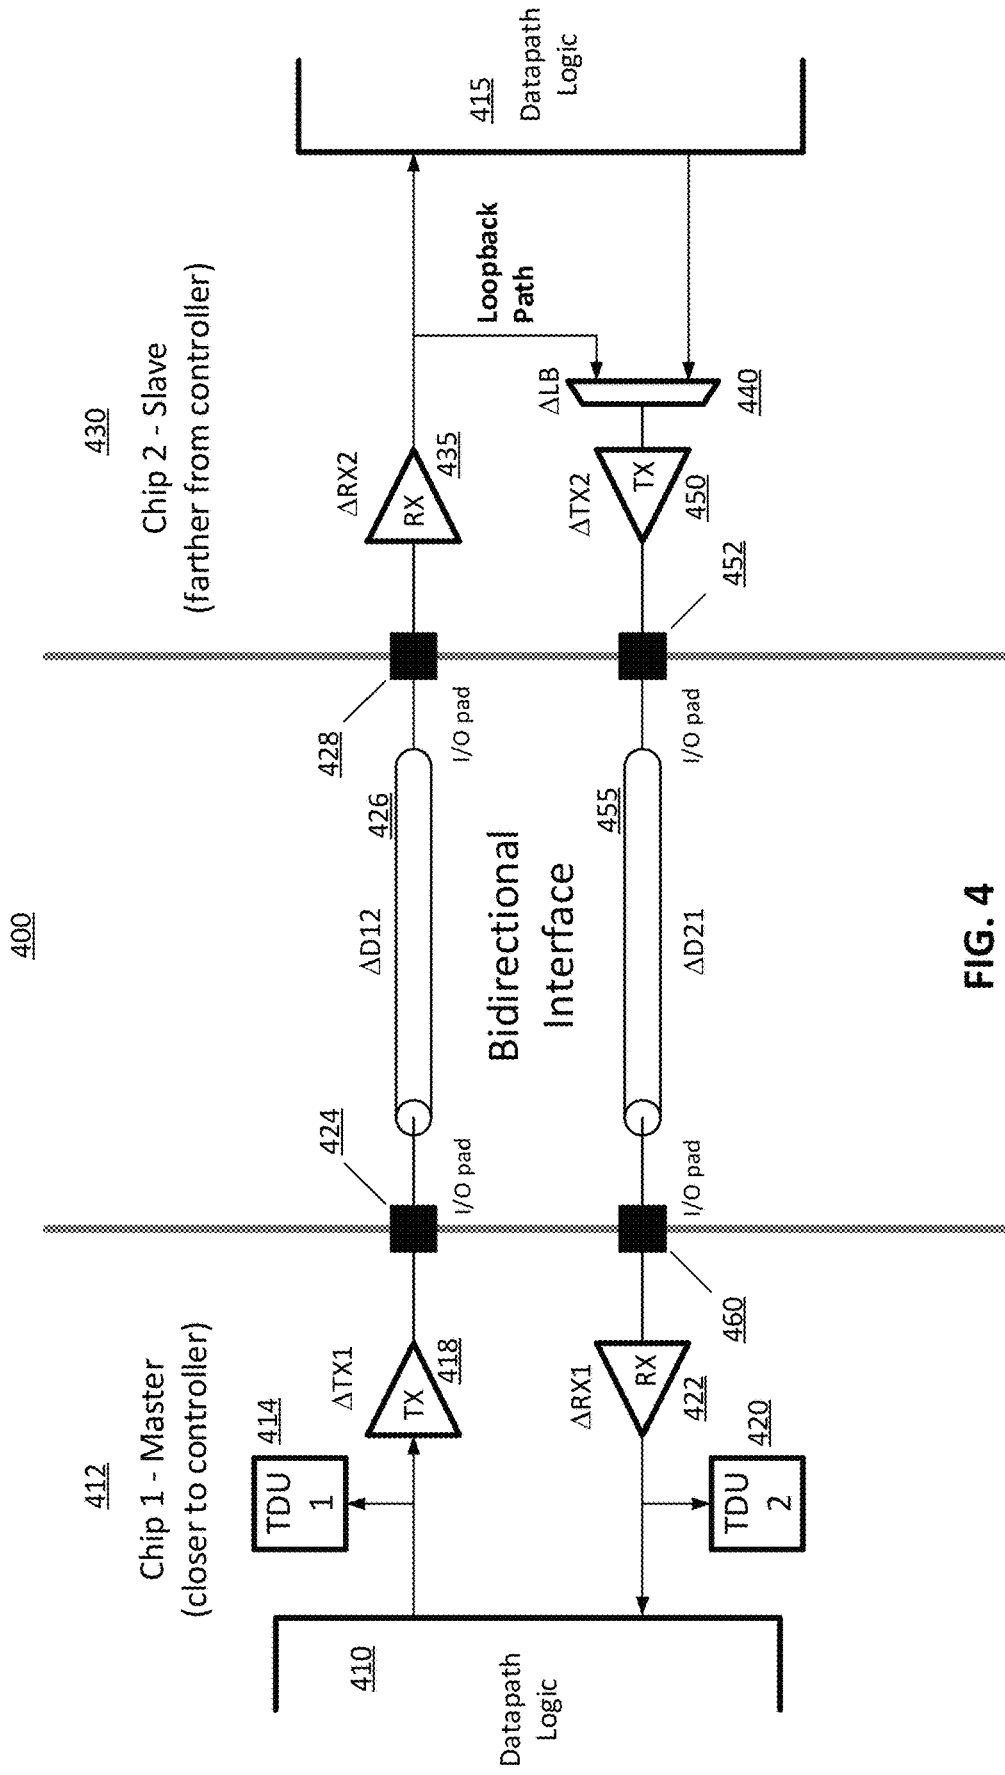 400
412
Chip 1 - Master
(closer to controller)
430
Chip 2 - Slave
(farther from controller)
410
Datapath
Logic
TDU
1
414
ΔTX1
TX
418
424
I/O pad
ΔD12
426
428
I/O pad
ΔRX2
RX
435
Loopback
Path
415
Datapath
Logic
Bidirectional
Interface
TDU
2
420
ΔRX1
RX
422
460
I/O pad
ΔD21
455
452
I/O pad
ΔTX2
TX
450
ΔLB
440
FIG. 4